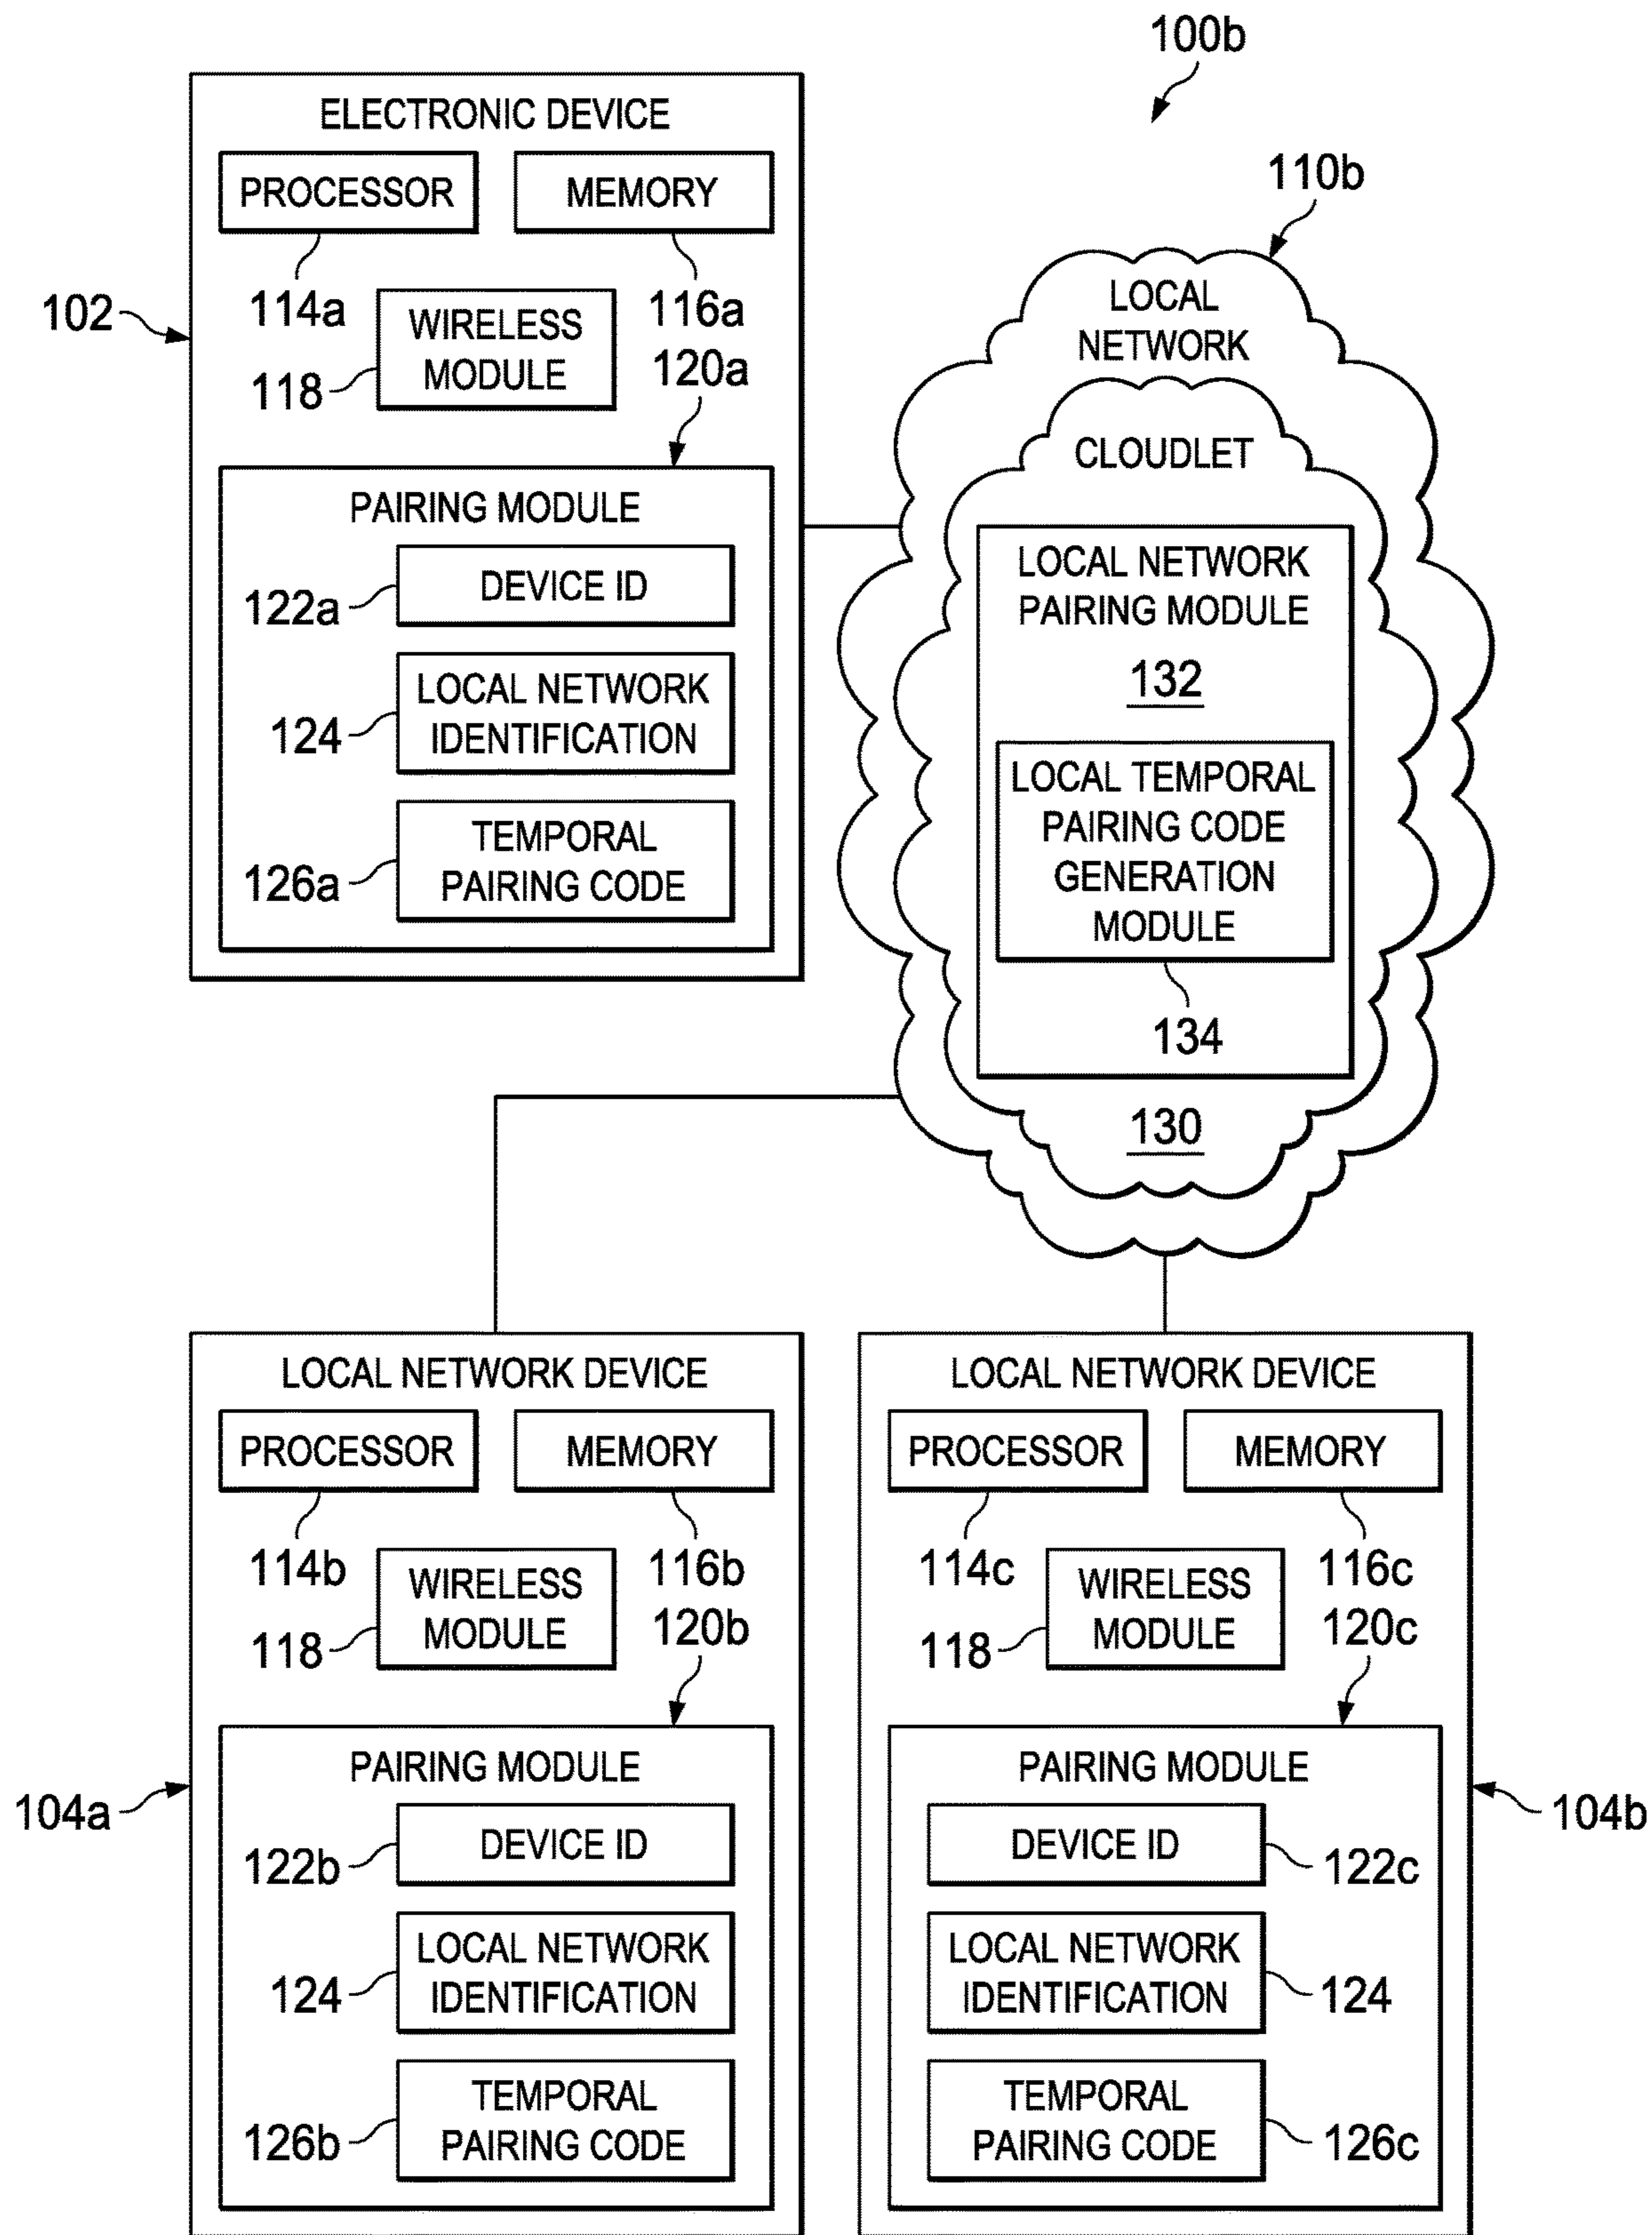 100b
ELECTRONIC DEVICE
PROCESSOR
MEMORY
114a
116a
102
WIRELESS
MODULE
118
120a
PAIRING MODULE
DEVICE ID
122a
LOCAL NETWORK
IDENTIFICATION
124
TEMPORAL
PAIRING CODE
126a
110b
LOCAL
NETWORK
CLOUDLET
LOCAL NETWORK
PAIRING MODULE
132
LOCAL TEMPORAL
PAIRING CODE
GENERATION
MODULE
134
130
LOCAL NETWORK DEVICE
PROCESSOR
MEMORY
114b
116b
WIRELESS
MODULE
118
120b
104a
PAIRING MODULE
DEVICE ID
122b
LOCAL NETWORK
IDENTIFICATION
124
TEMPORAL
PAIRING CODE
126b
LOCAL NETWORK DEVICE
PROCESSOR
MEMORY
114c
116c
WIRELESS
MODULE
118
120c
104b
PAIRING MODULE
DEVICE ID
122c
LOCAL NETWORK
IDENTIFICATION
124
TEMPORAL
PAIRING CODE
126c